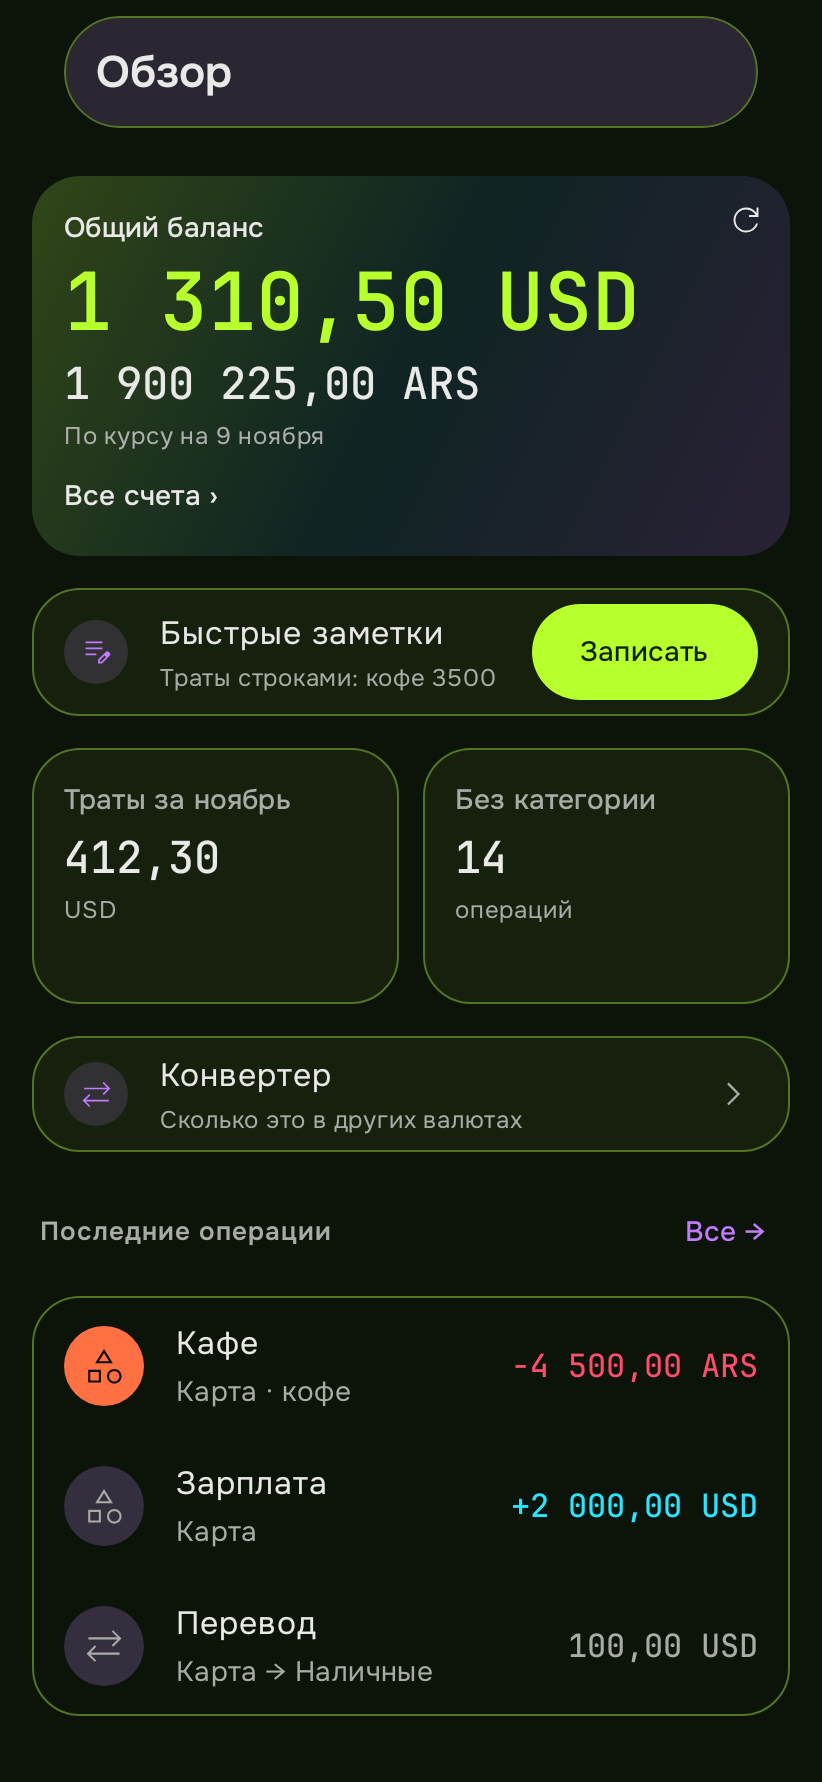 Обзор
Общий баланс
1 310,50 USD
1 900 225,00 ARS
По курсу на 9 ноября
Все счета ›
Быстрые заметки
Траты строками: кофе 3500
Записать
Траты за ноябрь
412,30
USD
Без категории
14
операций
Конвертер
Сколько это в других валютах
Последние операции
Все →
Кафе
Карта · кофе
-4 500,00 ARS
Зарплата
Карта
+2 000,00 USD
Перевод
Карта → Наличные
100,00 USD